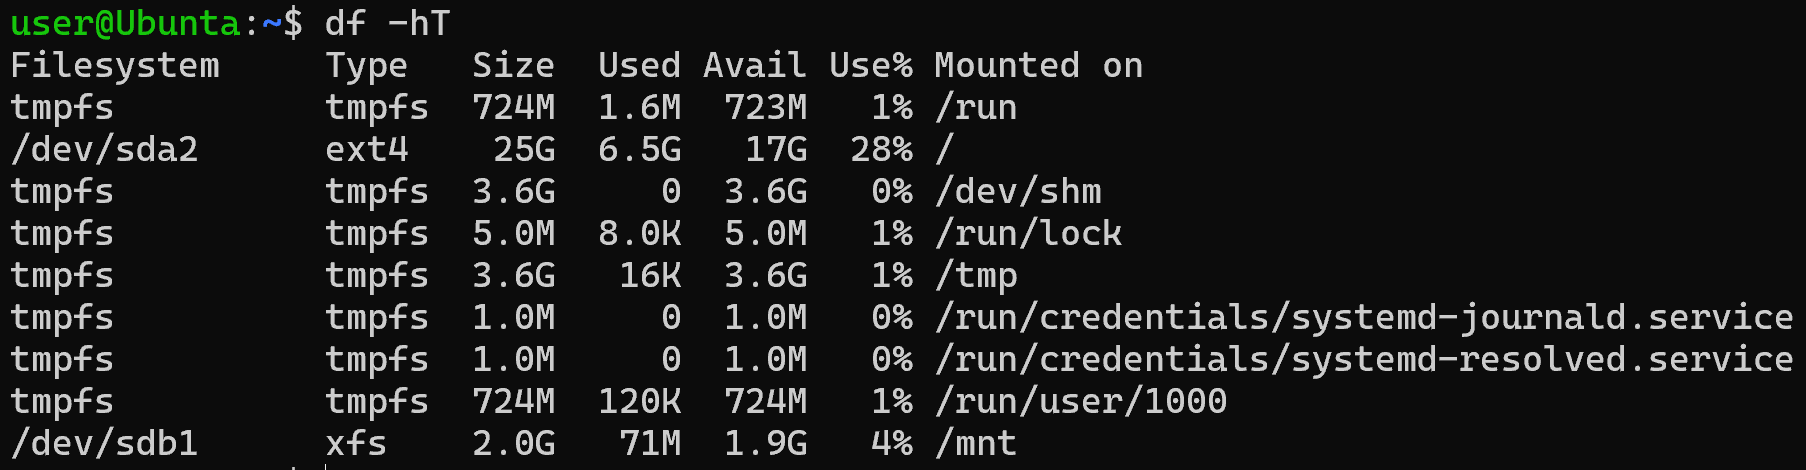 user@Ubunta:~$ df -hT
Filesystem     Type   Size  Used Avail Use% Mounted on
tmpfs          tmpfs  724M  1.6M  723M   1% /run
/dev/sda2      ext4    25G  6.5G   17G  28% /
tmpfs          tmpfs  3.6G     0  3.6G   0% /dev/shm
tmpfs          tmpfs  5.0M  8.0K  5.0M   1% /run/lock
tmpfs          tmpfs  3.6G   16K  3.6G   1% /tmp
tmpfs          tmpfs  1.0M     0  1.0M   0% /run/credentials/systemd-journald.service
tmpfs          tmpfs  1.0M     0  1.0M   0% /run/credentials/systemd-resolved.service
tmpfs          tmpfs  724M  120K  724M   1% /run/user/1000
/dev/sdb1      xfs    2.0G   71M  1.9G   4% /mnt